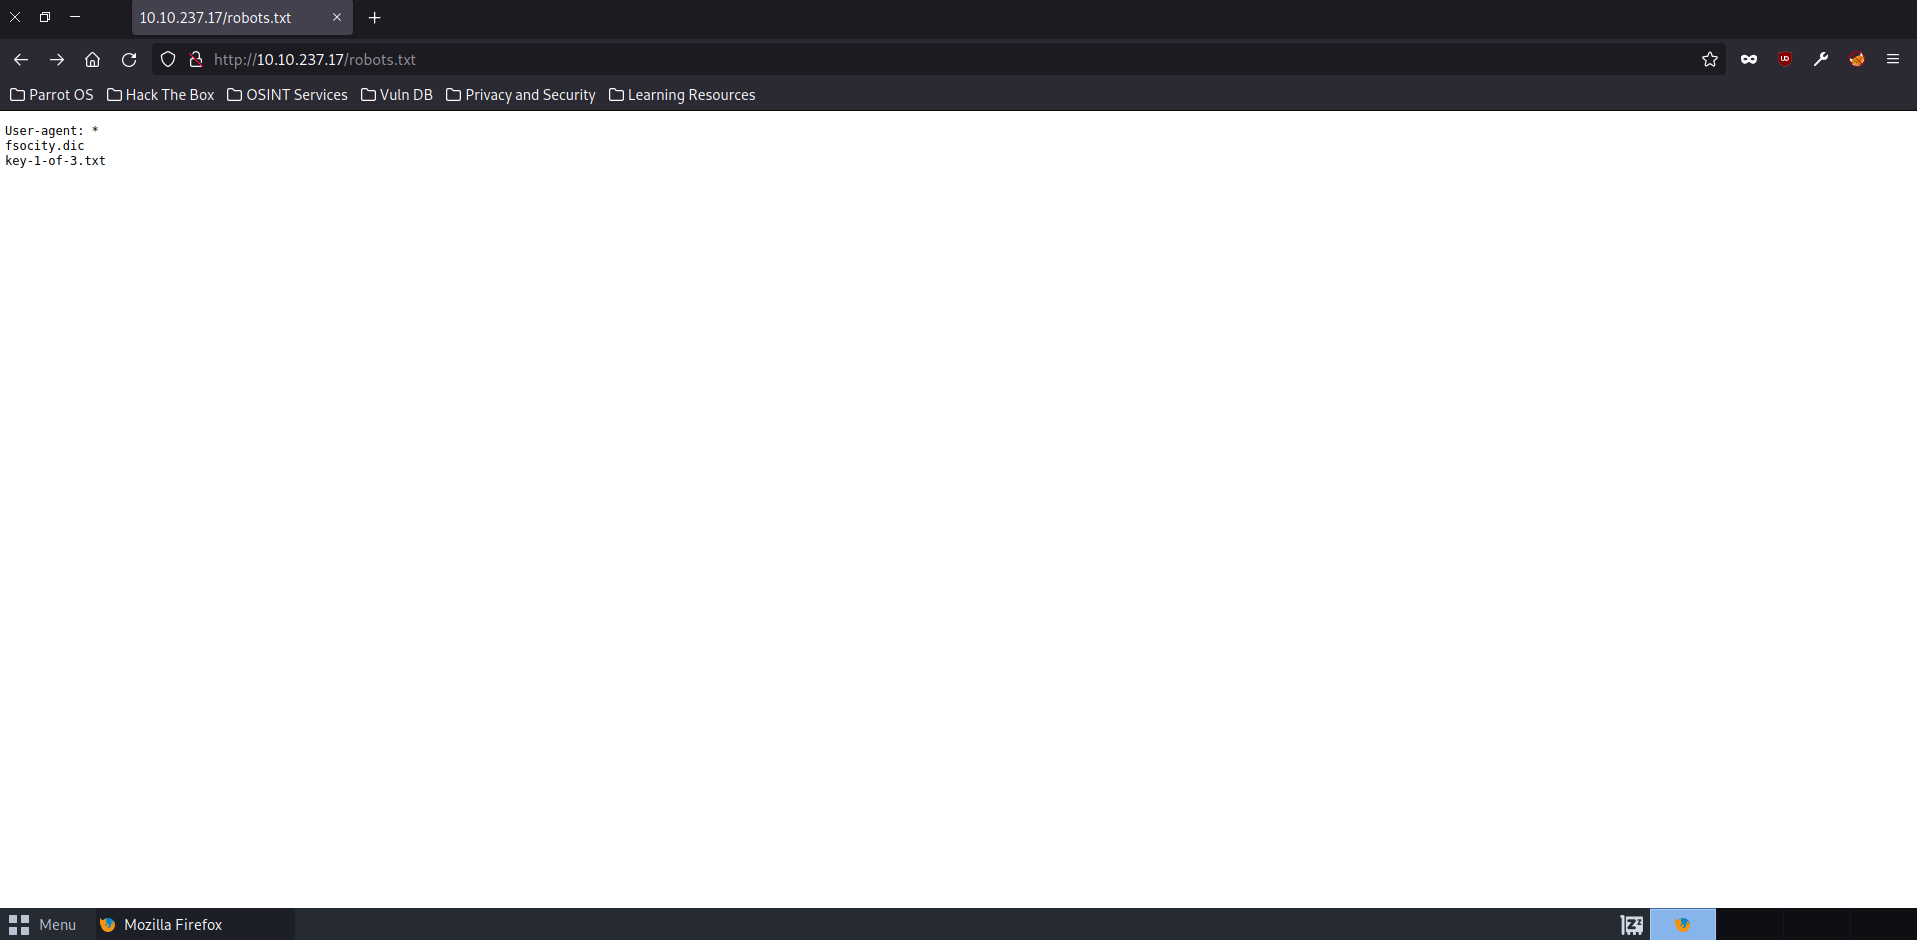 10.10.237.17/robots.txt
http://10.10.237.17/robots.txt
Parrot OS Hack The Box OSINT Services Vuln DB Privacy and Security Learning Resources
User-agent: *
fsocity.dic
key-1-of-3.txt
Menu Mozilla Firefox